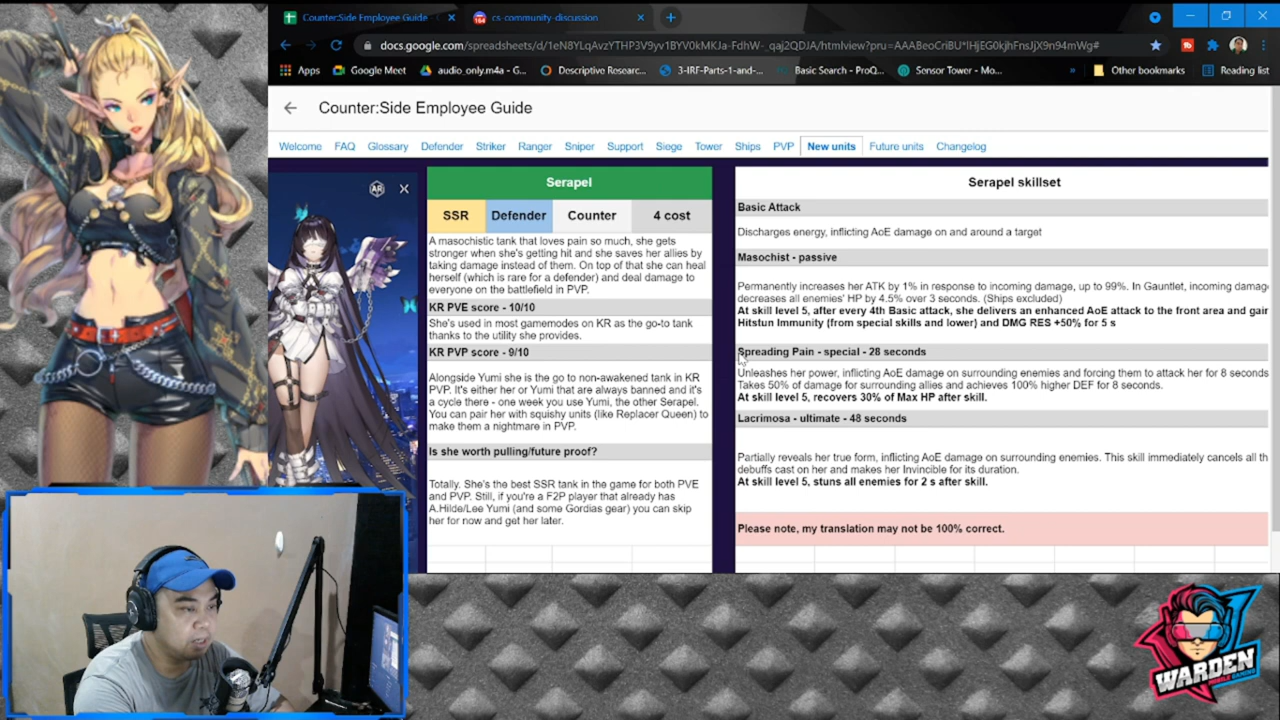 Counter:Side Employee Guide -
cs-community-discussion
docs.google.com/spreadsheets/d/1eN8YLqAvzYTHP3V9yv1BYV0kMKJa-FdhW-_qaj2QDJA/htmlview?pru=AAABeoCriBU*IHjEG0kjhFnsJjX9n94mWg#
Apps
Google Meet
audio_only.m4a - G...
Descriptive Researc...
3-IRF-Parts-1-and-...
Basic Search - ProQ...
Sensor Tower - Mo...
»
Other bookmarks
Reading list
Counter:Side Employee Guide
Welcome FAQ Glossary Defender Striker Ranger Sniper Support Siege Tower Ships PVP New units Future units Changelog
AR
Serapel
SSR Defender Counter 4 cost
A masochistic tank that loves pain so much, she gets
stronger when she's getting hit and she saves her allies by
taking damage instead of them. On top of that she can heal
herself (which is rare for a defender) and deal damage to
everyone on the battlefield in PVP.
KR PVE score - 10/10
She's used in most gamemodes on KR as the go-to tank
thanks to the utility she provides.
KR PVP score - 9/10
Alongside Yumi she is the go to non-awakened tank in KR
PVP. It's either her or Yumi that are always banned and it's
a cycle there - one week you use Yumi, the other Serapel.
You can pair her with squishy units (like Replacer Queen) to
make them a nightmare in PVP.
Is she worth pulling/future proof?
Totally. She's the best SSR tank in the game for both PVE
and PVP. Still, if you're a F2P player that already has
A.Hilde/Lee Yumi (and some Gordias gear) you can skip
her for now and get her later.
Serapel skillset
Basic Attack
Discharges energy, inflicting AoE damage on and around a target
Masochist - passive
Permanently increases her ATK by 1% in response to incoming damage, up to 99%. In Gauntlet, incoming damag
decreases all enemies' HP by 4.5% over 3 seconds. (Ships excluded)
At skill level 5, after every 4th Basic attack, she delivers an enhanced AoE attack to the front area and gair
Hitstun Immunity (from special skills and lower) and DMG RES +50% for 5 s
Spreading Pain - special - 28 seconds
Unleashes her power, inflicting AoE damage on surrounding enemies and forcing them to attack her for 8 seconds
Takes 50% of damage for surrounding allies and achieves 100% higher DEF for 8 seconds.
At skill level 5, recovers 30% of Max HP after skill.
Lacrimosa - ultimate - 48 seconds
Partially reveals her true form, inflicting AoE damage on surrounding enemies. This skill immediately cancels all th
debuffs cast on her and makes her Invincible for its duration.
At skill level 5, stuns all enemies for 2 s after skill.
Please note, my translation may not be 100% correct.
WARDEN
MOBILE GAMING